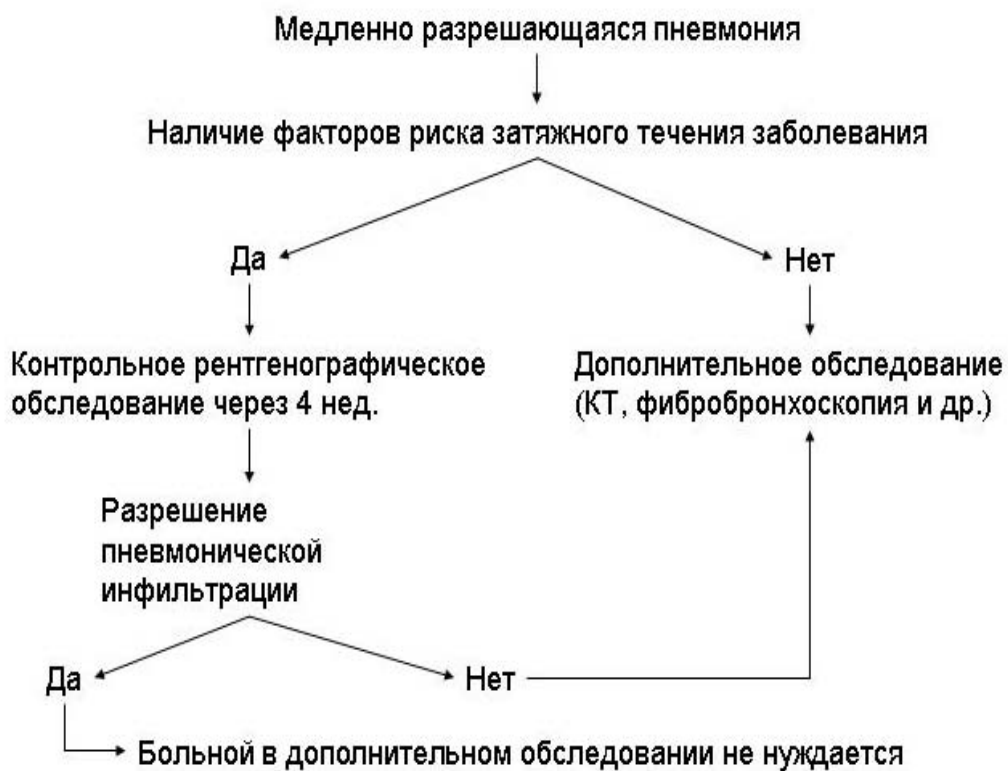 Медленно разрешающаяся пневмония
Наличие факторов риска затяжного течения заболевания
Да
Нет
Контрольное рентгенографическое
обследование через 4 нед.
Дополнительное обследование
(КТ, фибробронхоскопия и др.)
Разрешение
пневмонической
инфильтрации
Да
Нет
Больной в дополнительном обследовании не нуждается